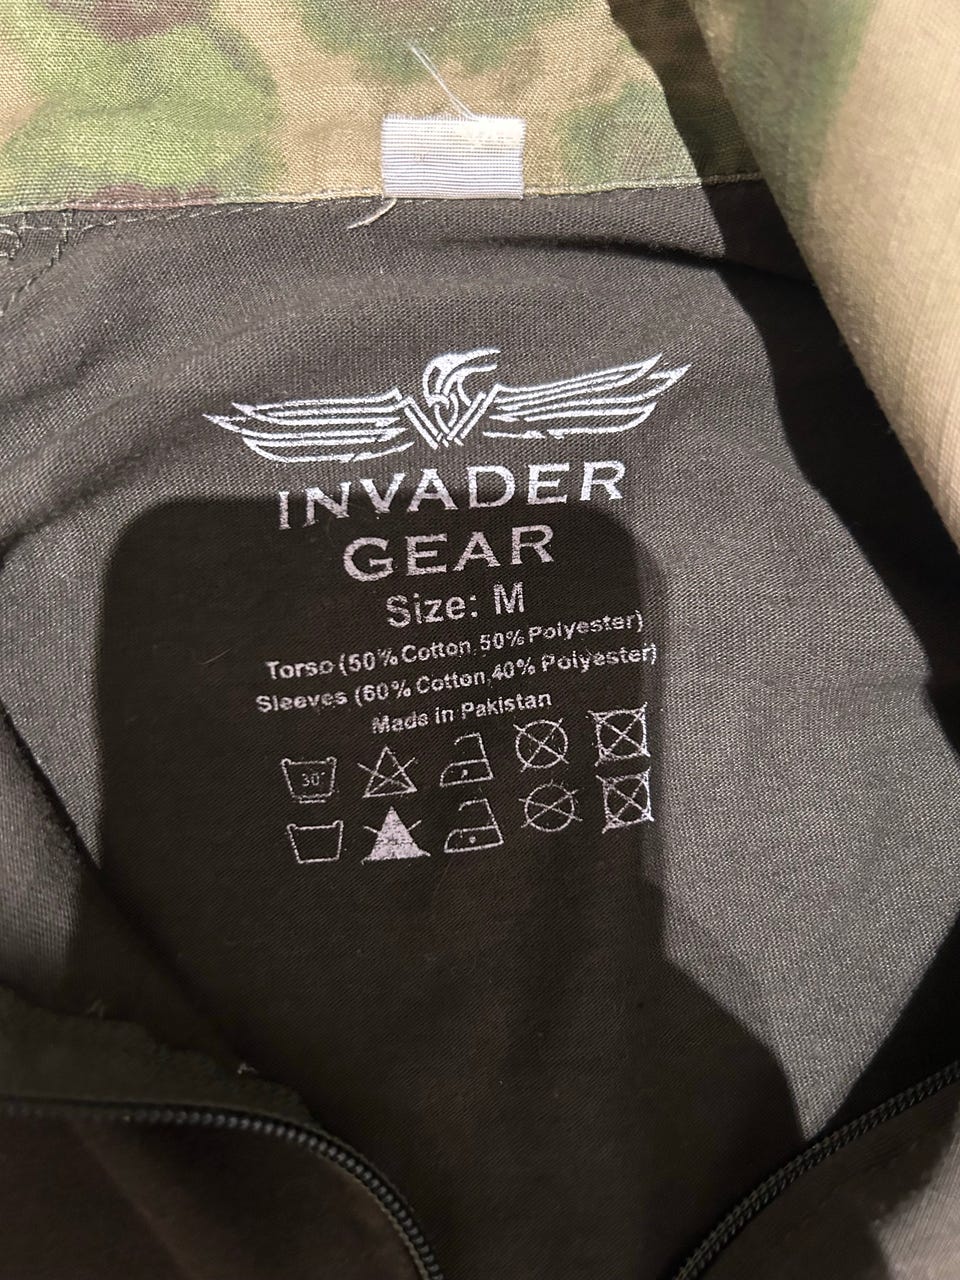 INVADER
GEAR
Size: M
Torso (50% Cotton, 50% Polyester)
Sleeves (60% Cotton, 40% Polyester)
Made in Pakistan
30°